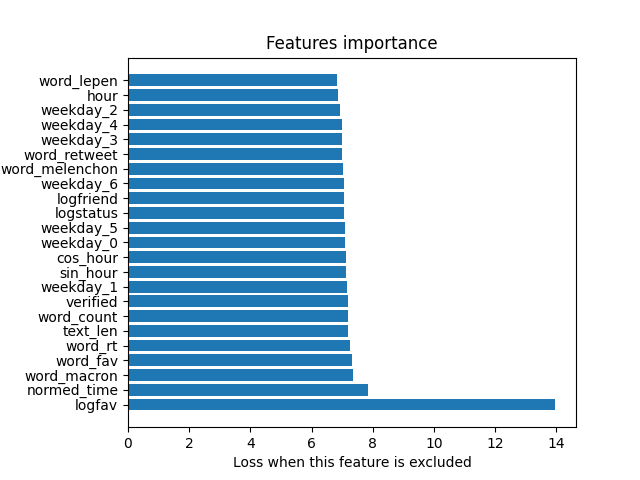 Features importance
word_lepen
hour
weekday_2
weekday_4
weekday_3
word_retweet
word_melenchon
weekday_6
logfriend
logstatus
weekday_5
weekday_0
cos_hour
sin_hour
weekday_1
verified
word_count
text_len
word_rt
word_fav
word_macron
normed_time
logfav
0 2 4 6 8 10 12 14
Loss when this feature is excluded